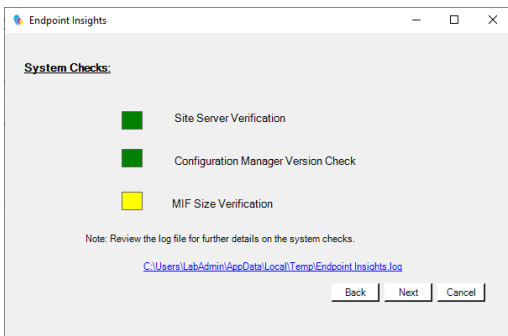 Endpoint Insights
System Checks:
Site Server Verification
Configuration Manager Version Check
MIF Size Verification
Note: Review the log file for further details on the system checks.
C:\Users\LabAdmin\AppData\Local\Temp\Endpoint Insights.log
Back Next Cancel